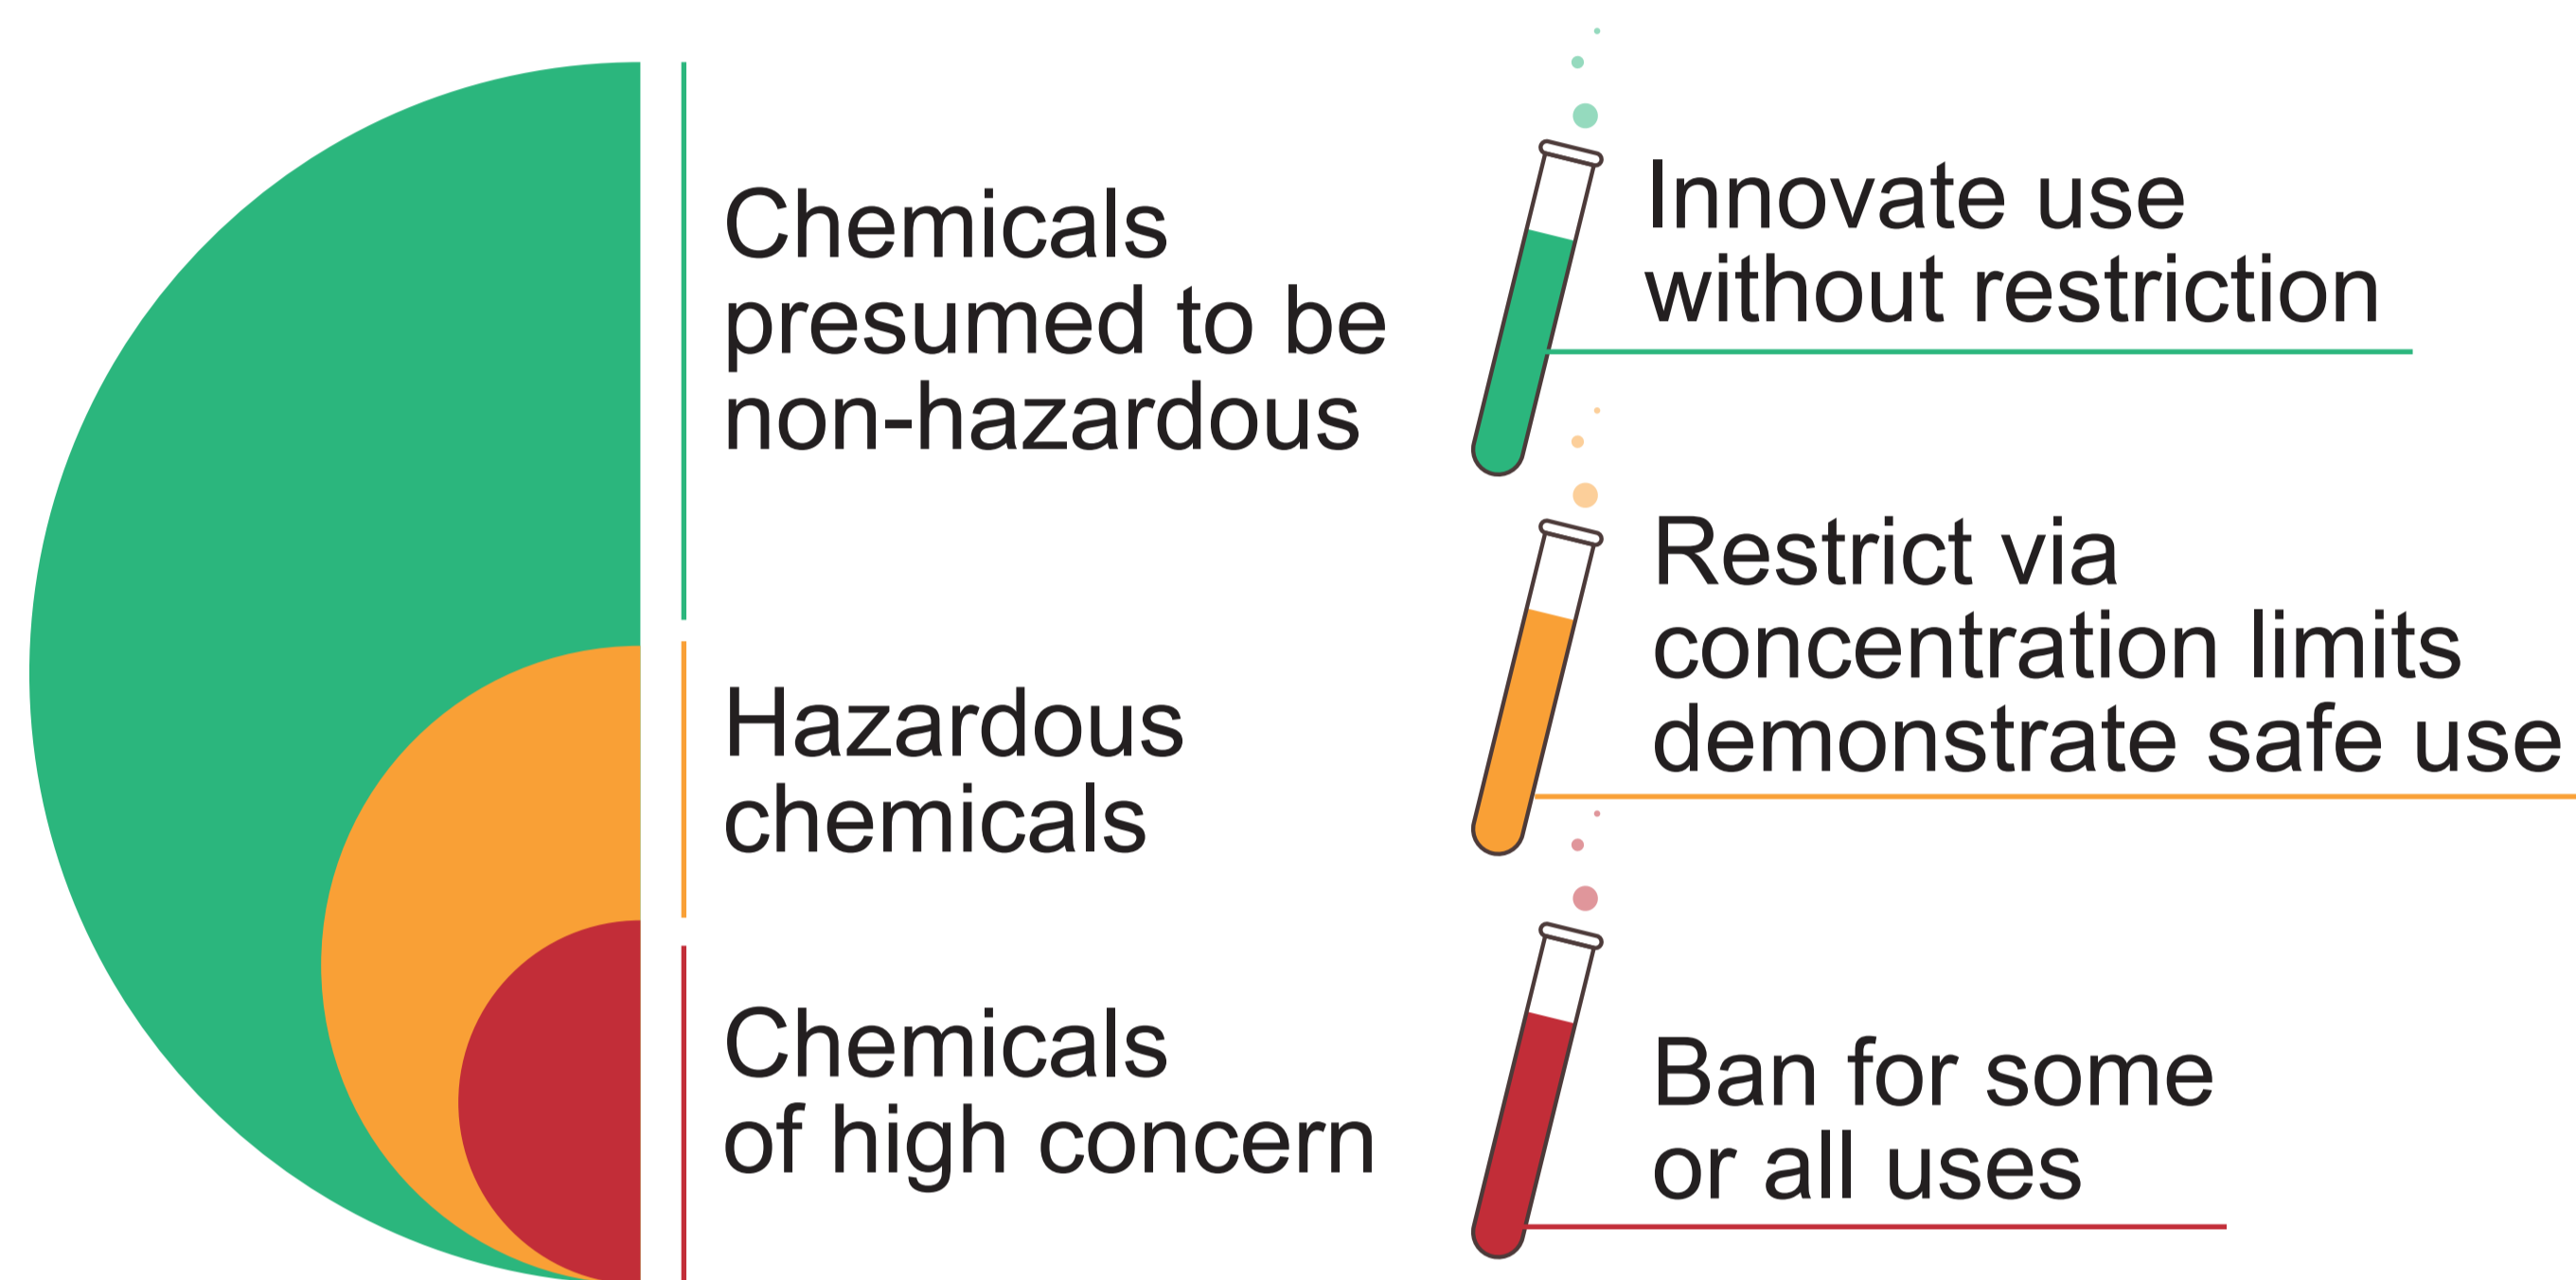 Chemicals
presumed to be
non-hazardous
Innovate use
without restriction
Hazardous
chemicals
Restrict via
concentration limits
demonstrate safe use
Chemicals
of high concern
Ban for some
or all uses